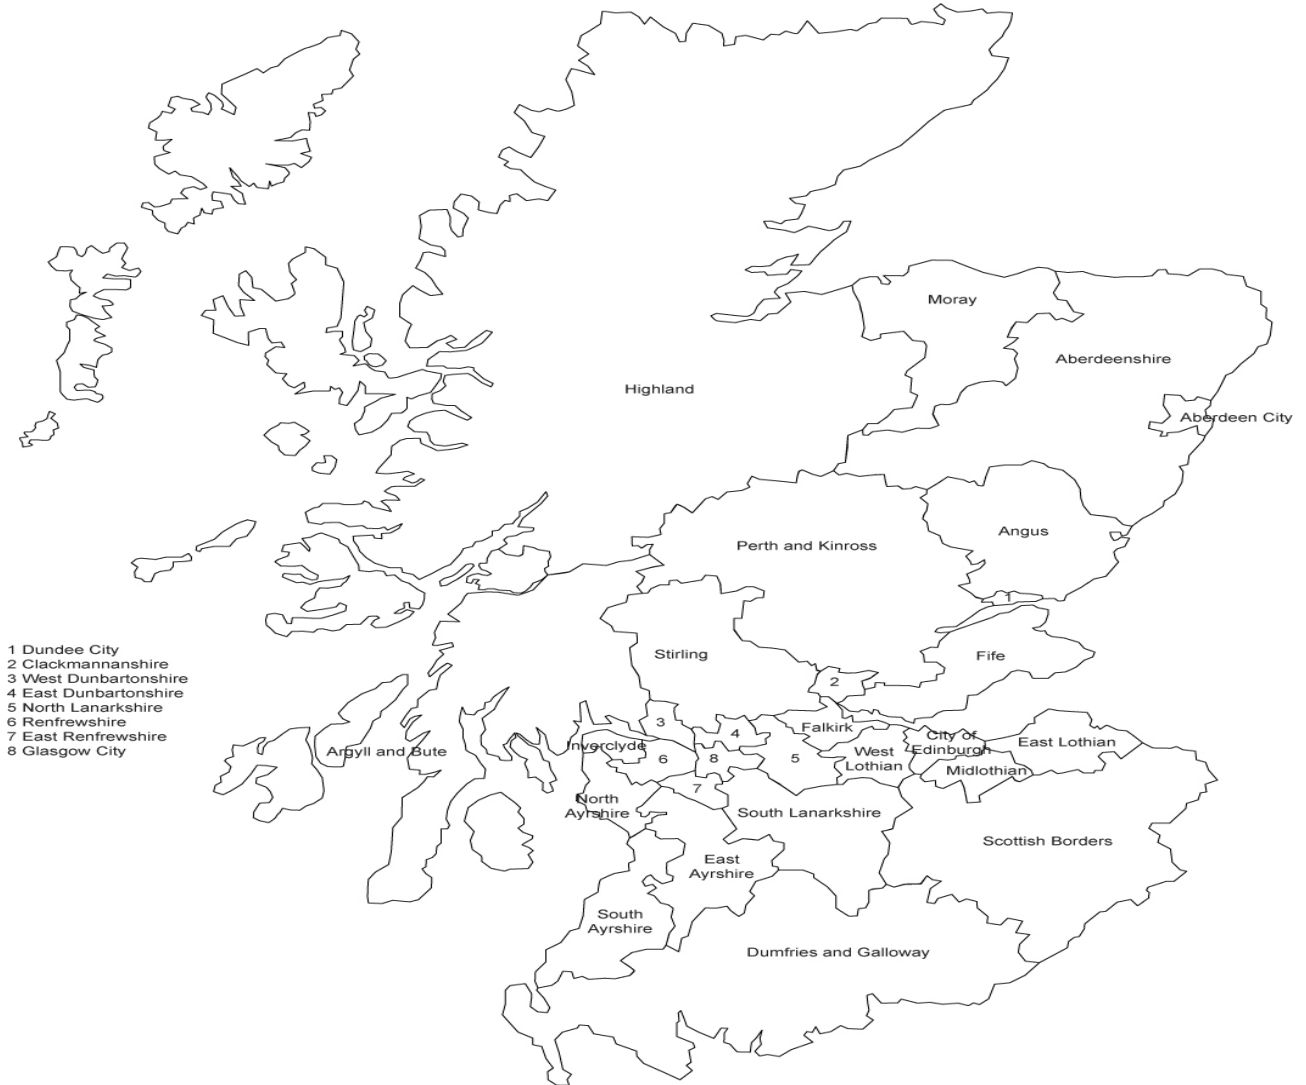 Moray
Aberdeenshire
Highland
Aberdeen City
Angus
Perth and Kinross
1
Stirling
Fife
2
1 Dundee City
2 Clackmannanshire
3 West Dunbartonshire
4 East Dunbartonshire
5 North Lanarkshire
6 Renfrewshire
7 East Renfrewshire
8 Glasgow City
3
4
Falkirk
City of
Edinburgh
East Lothian
Argyll and Bute
Inverclyde
6
8
5
West
Lothian
Midlothian
7
North
Ayrshire
South Lanarkshire
Scottish Borders
East
Ayrshire
South
Ayrshire
Dumfries and Galloway